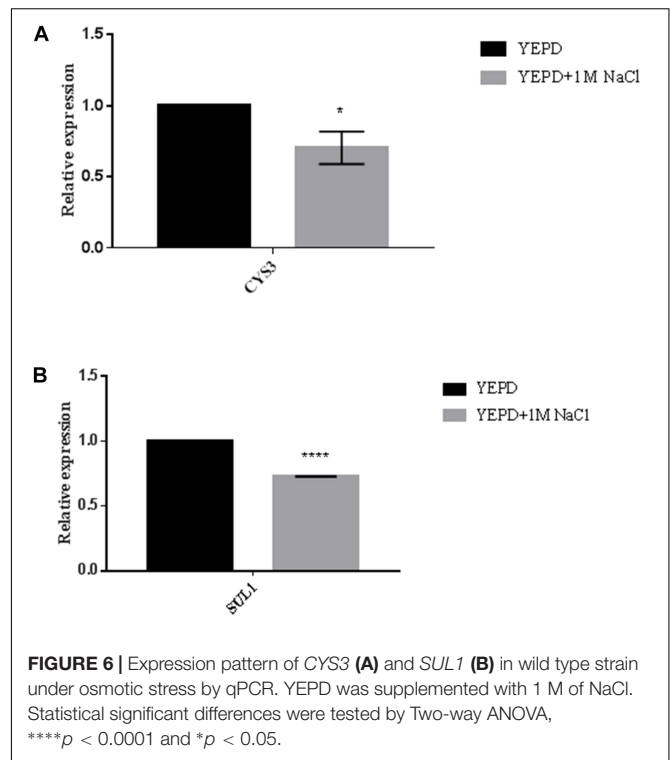 A
1.5
1.0
0.5
0.0
Relative expression
*
CYS3
YEPD
YEPD+1M NaCl
B
1.5
1.0
0.5
0.0
Relative expression
****
SUL1
YEPD
YEPD+1M NaCl
FIGURE 6 | Expression pattern of CYS3 (A) and SUL1 (B) in wild type strain
under osmotic stress by qPCR. YEPD was supplemented with 1 M of NaCl.
Statistical significant differences were tested by Two-way ANOVA,
****p < 0.0001 and *p < 0.05.